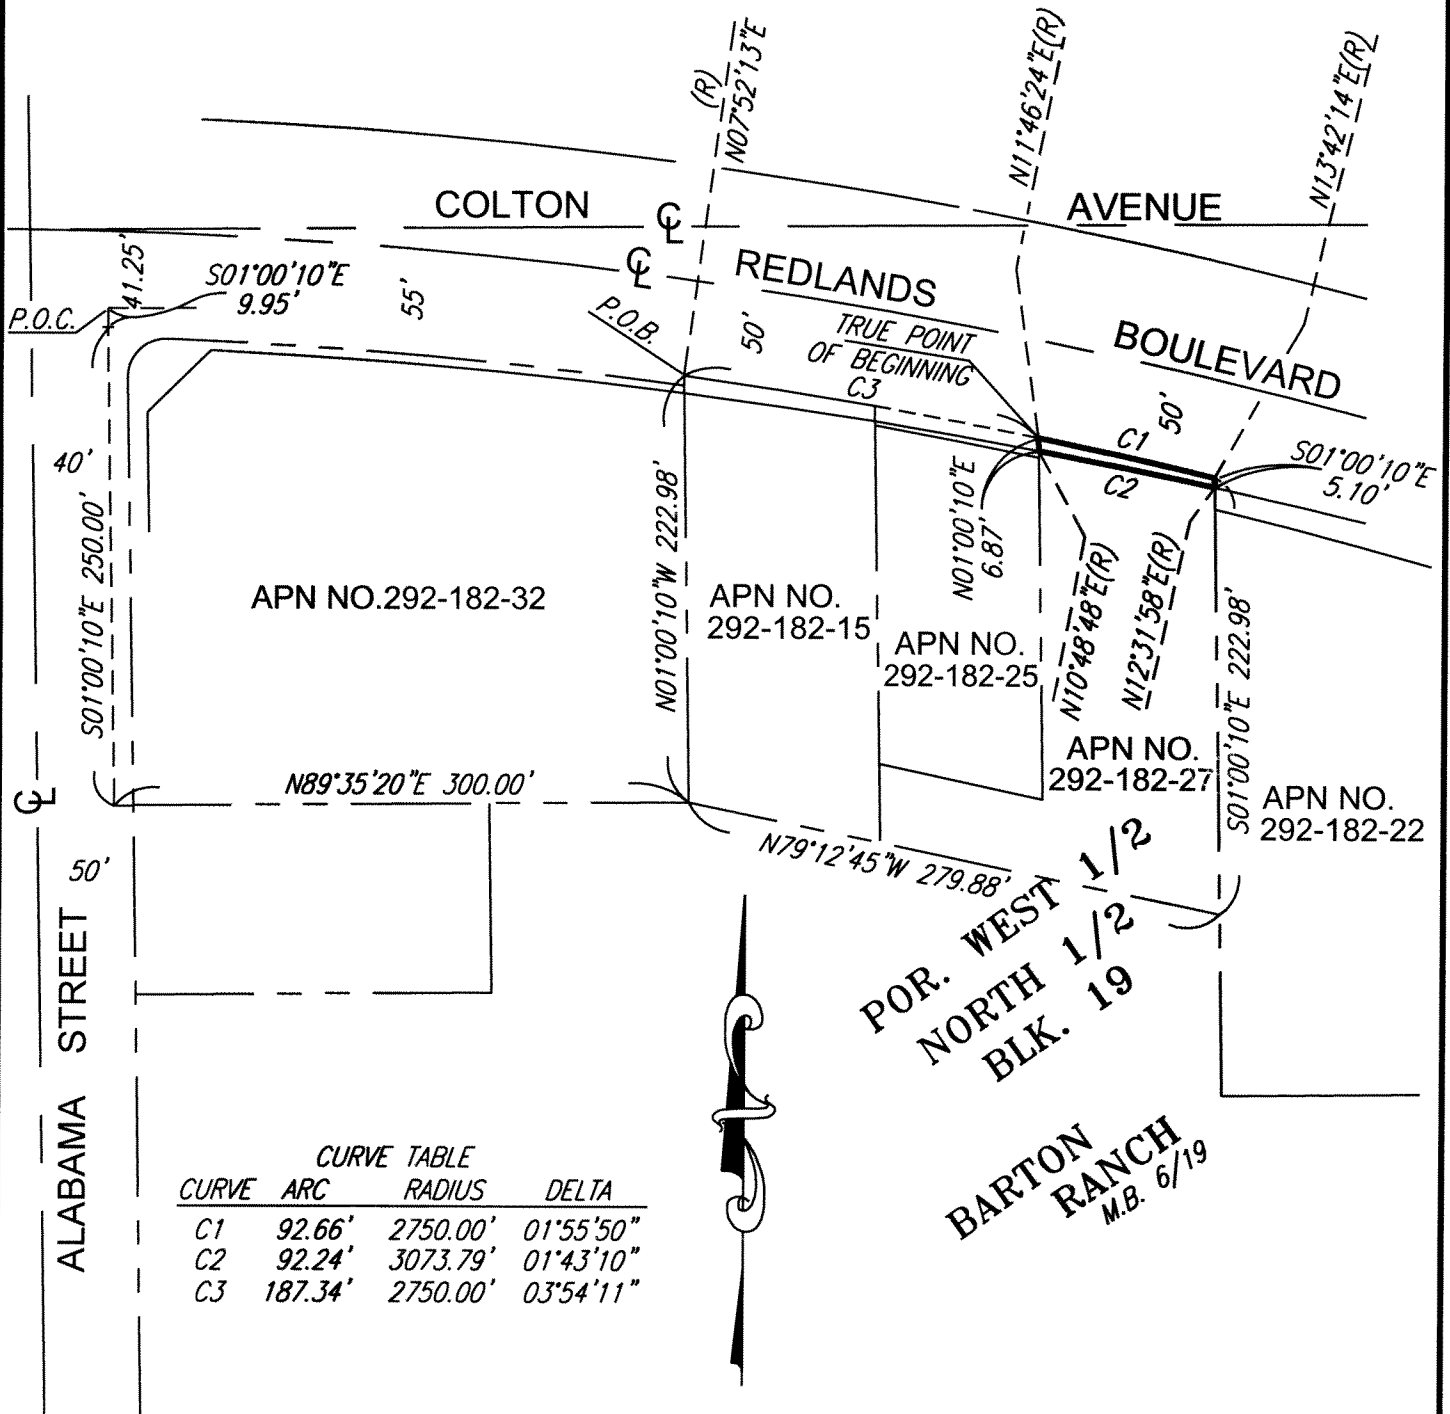 (R)
N07°52'13"E
N11°46'24"E(R)
N13°42'14"E(R)
COLTON
℄
AVENUE
41.25'
S01°00'10"E
9.95'
55'
℄
REDLANDS
P.O.C.
P.O.B.
50'
TRUE POINT
OF BEGINNING
C3
BOULEVARD
50'
C1
C2
S01°00'10"E
5.10'
40'
S01°00'10"E 250.00'
N01°00'10"W 222.98'
N01°00'10"E
6.87'
N10°48'48"E(R)
N12°31'58"E(R)
S01°00'10"E 222.98'
APN NO.292-182-32
APN NO.
292-182-15
APN NO.
292-182-25
APN NO.
292-182-27
APN NO.
292-182-22
℄
N89°35'20"E 300.00'
N79°12'45"W 279.88'
50'
ALABAMA STREET
POR. WEST 1/2
NORTH 1/2
BLK. 19
BARTON
RANCH
M.B. 6/19
CURVE TABLE
CURVE ARC RADIUS DELTA
C1 92.66' 2750.00' 01°55'50"
C2 92.24' 3073.79' 01°43'10"
C3 187.34' 2750.00' 03°54'11"